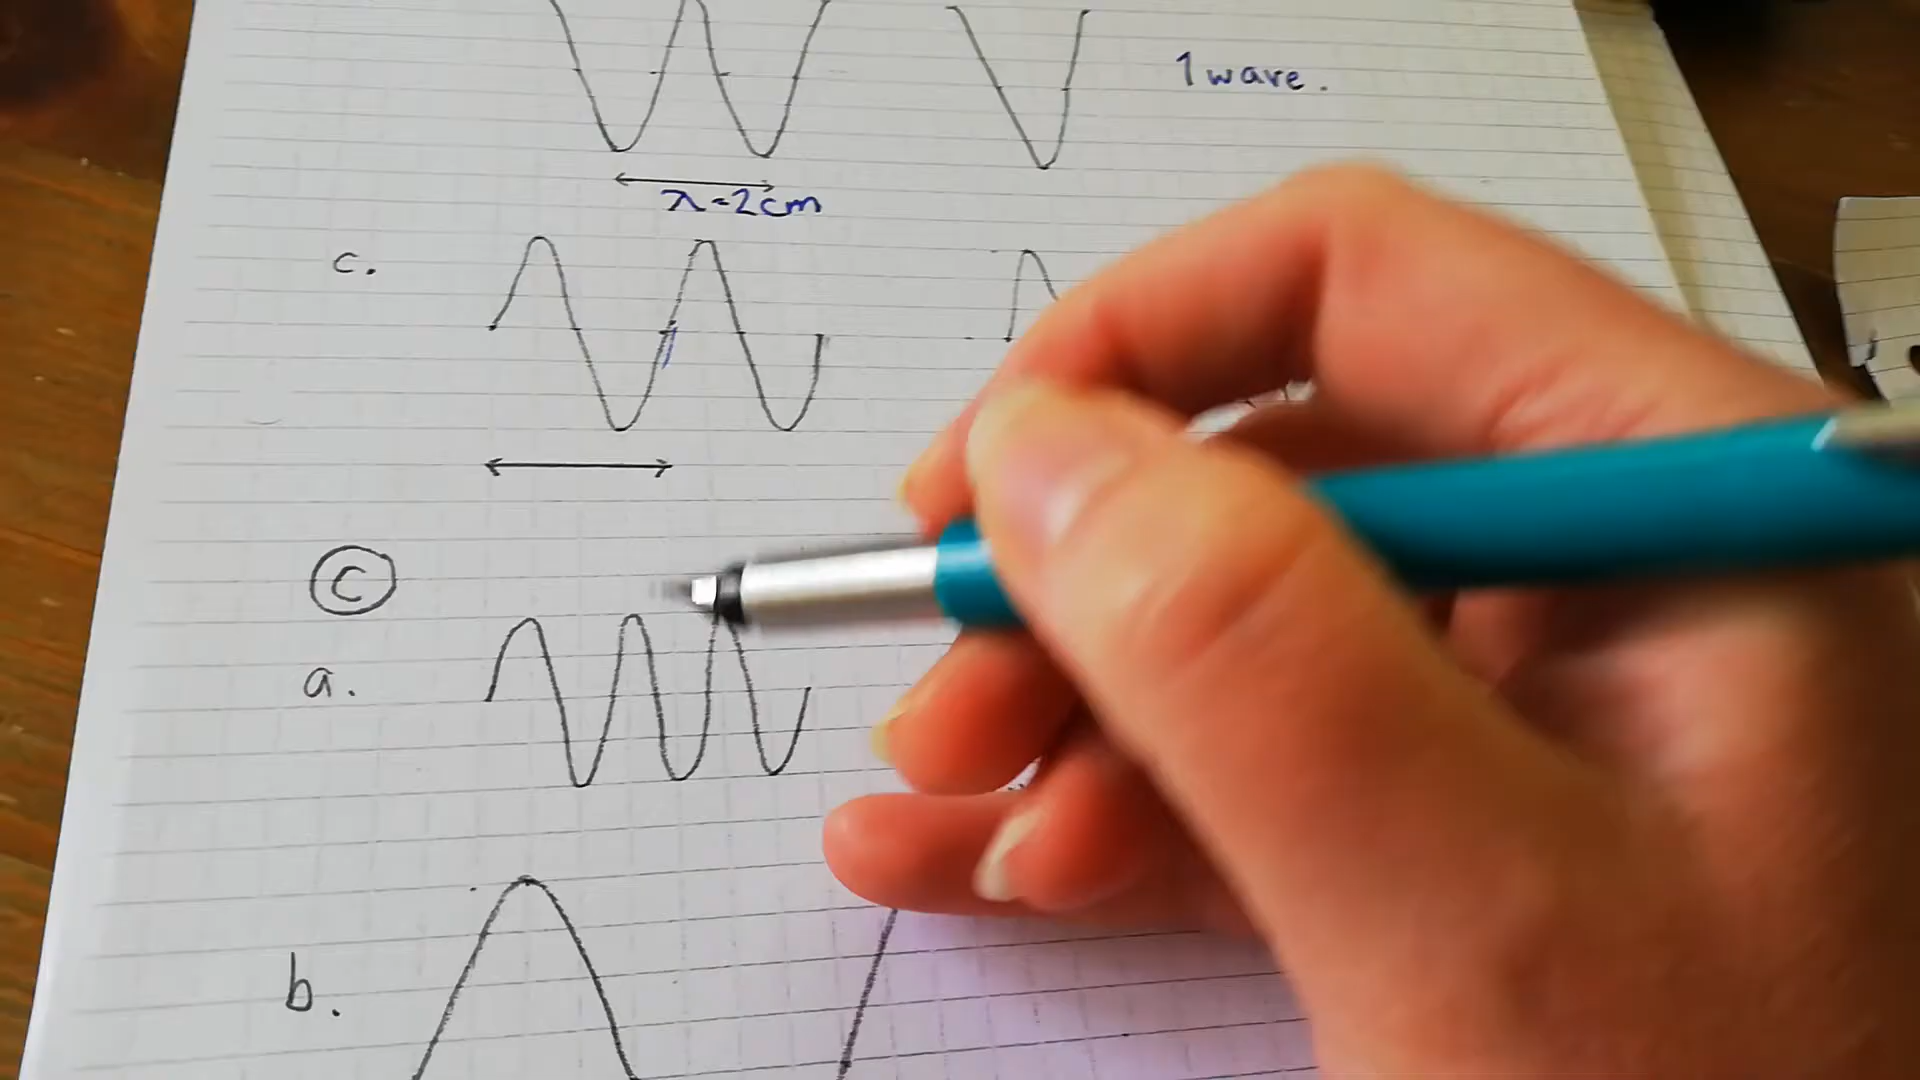 1 wave.
λ=2cm
c.
C
a.
b.